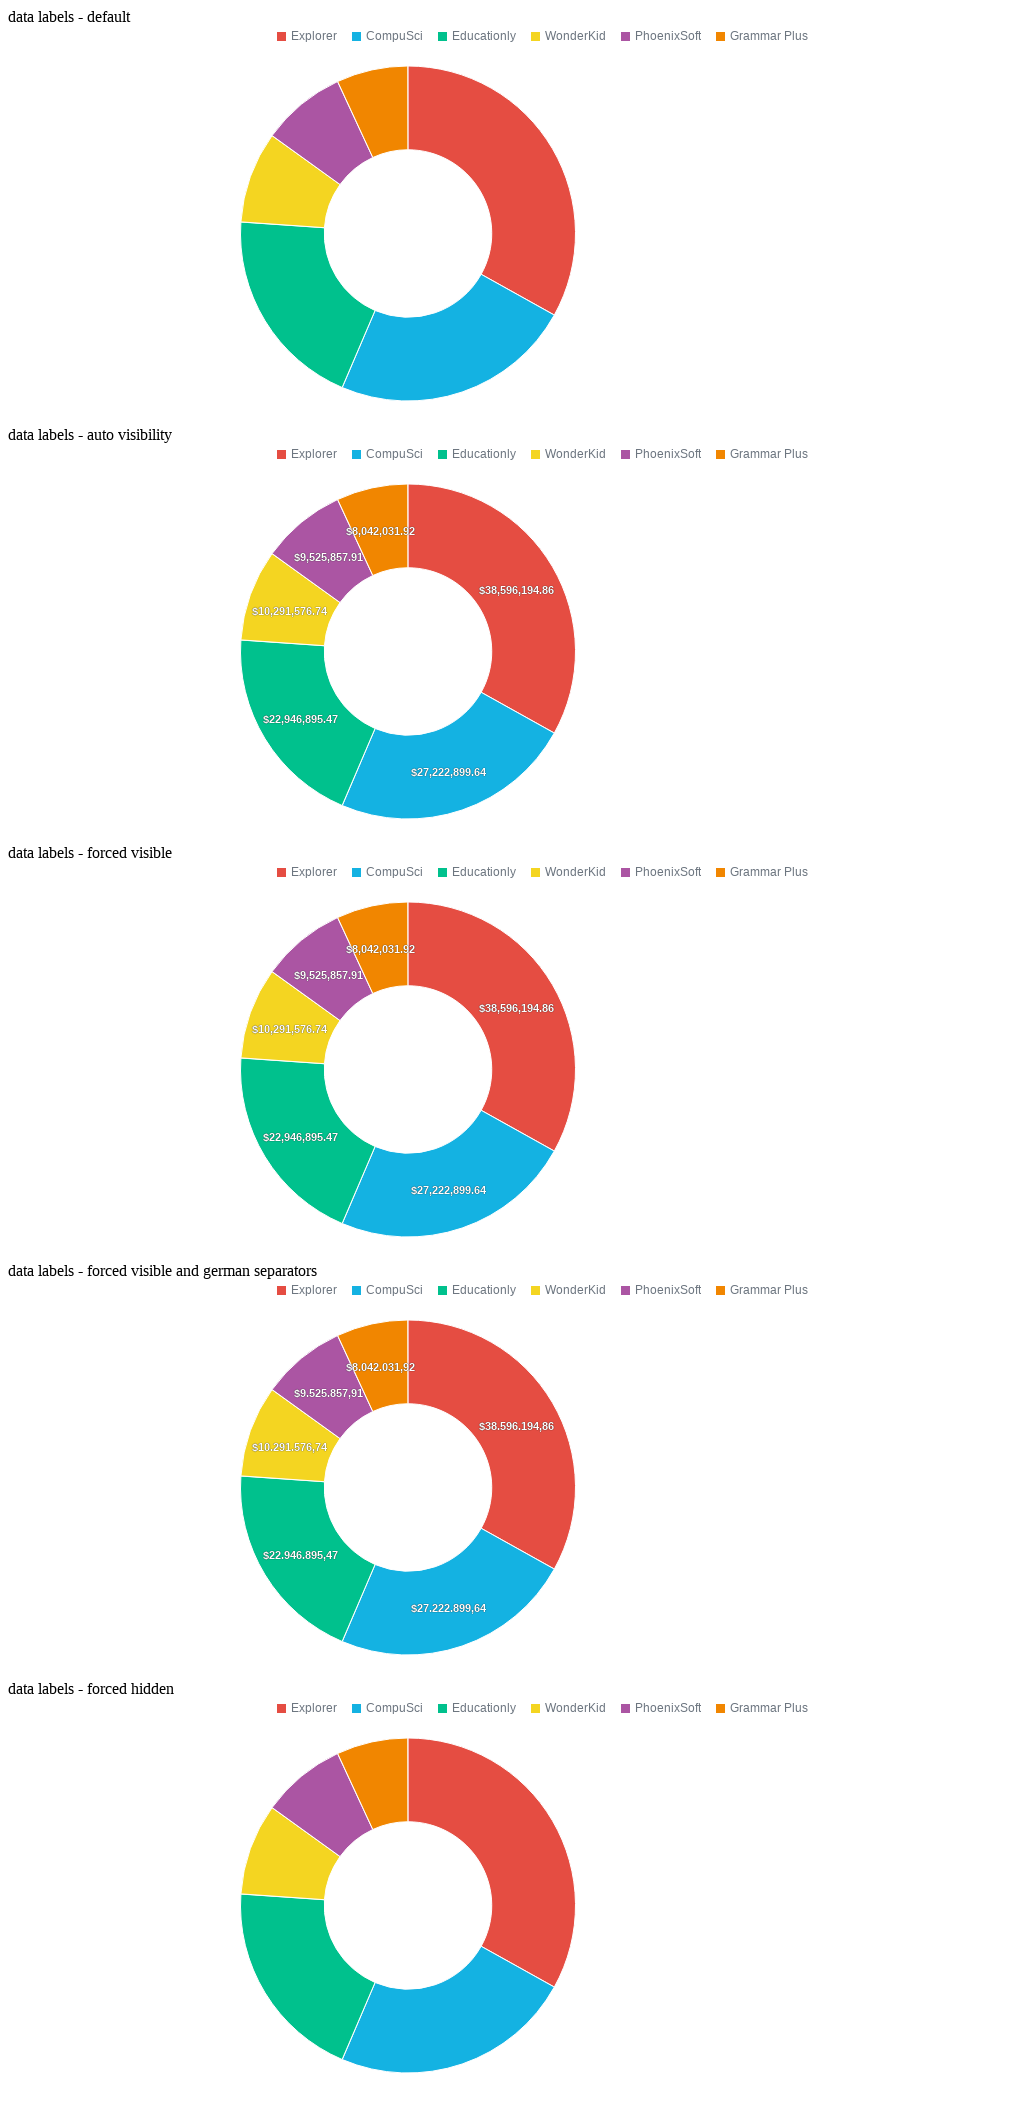 data labels - default
Explorer CompuSci Educationly WonderKid PhoenixSoft Grammar Plus
data labels - auto visibility
Explorer CompuSci Educationly WonderKid PhoenixSoft Grammar Plus
$8,042,031.92
$9,525,857.91
$38,596,194.86
$10,291,576.74
$22,946,895.47
$27,222,899.64
data labels - forced visible
Explorer CompuSci Educationly WonderKid PhoenixSoft Grammar Plus
$8,042,031.92
$9,525,857.91
$38,596,194.86
$10,291,576.74
$22,946,895.47
$27,222,899.64
data labels - forced visible and german separators
Explorer CompuSci Educationly WonderKid PhoenixSoft Grammar Plus
$8.042.031,92
$9.525.857,91
$38.596.194,86
$10.291.576,74
$22.946.895,47
$27.222.899,64
data labels - forced hidden
Explorer CompuSci Educationly WonderKid PhoenixSoft Grammar Plus